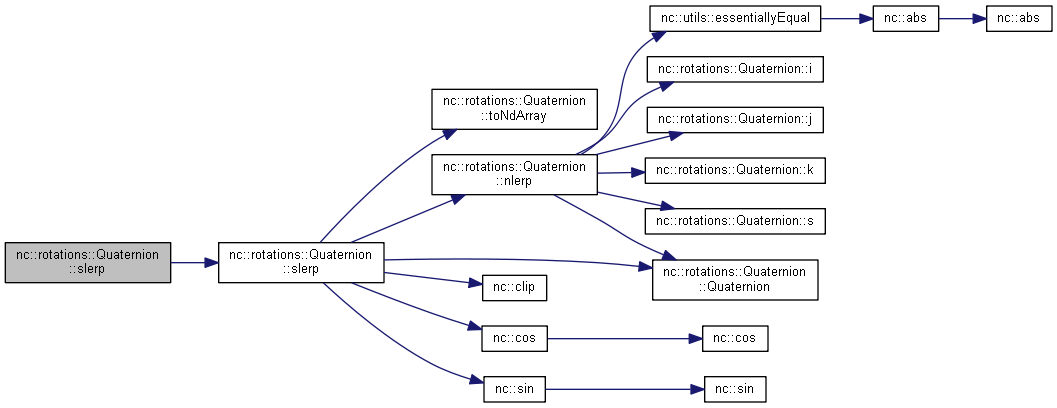 nc::rotations::Quaternion
::slerp
nc::rotations::Quaternion
::slerp
nc::rotations::Quaternion
::toNdArray
nc::rotations::Quaternion
::nlerp
nc::utils::essentiallyEqual
nc::abs
nc::abs
nc::rotations::Quaternion::i
nc::rotations::Quaternion::j
nc::rotations::Quaternion::k
nc::rotations::Quaternion::s
nc::rotations::Quaternion
::Quaternion
nc::clip
nc::cos
nc::cos
nc::sin
nc::sin